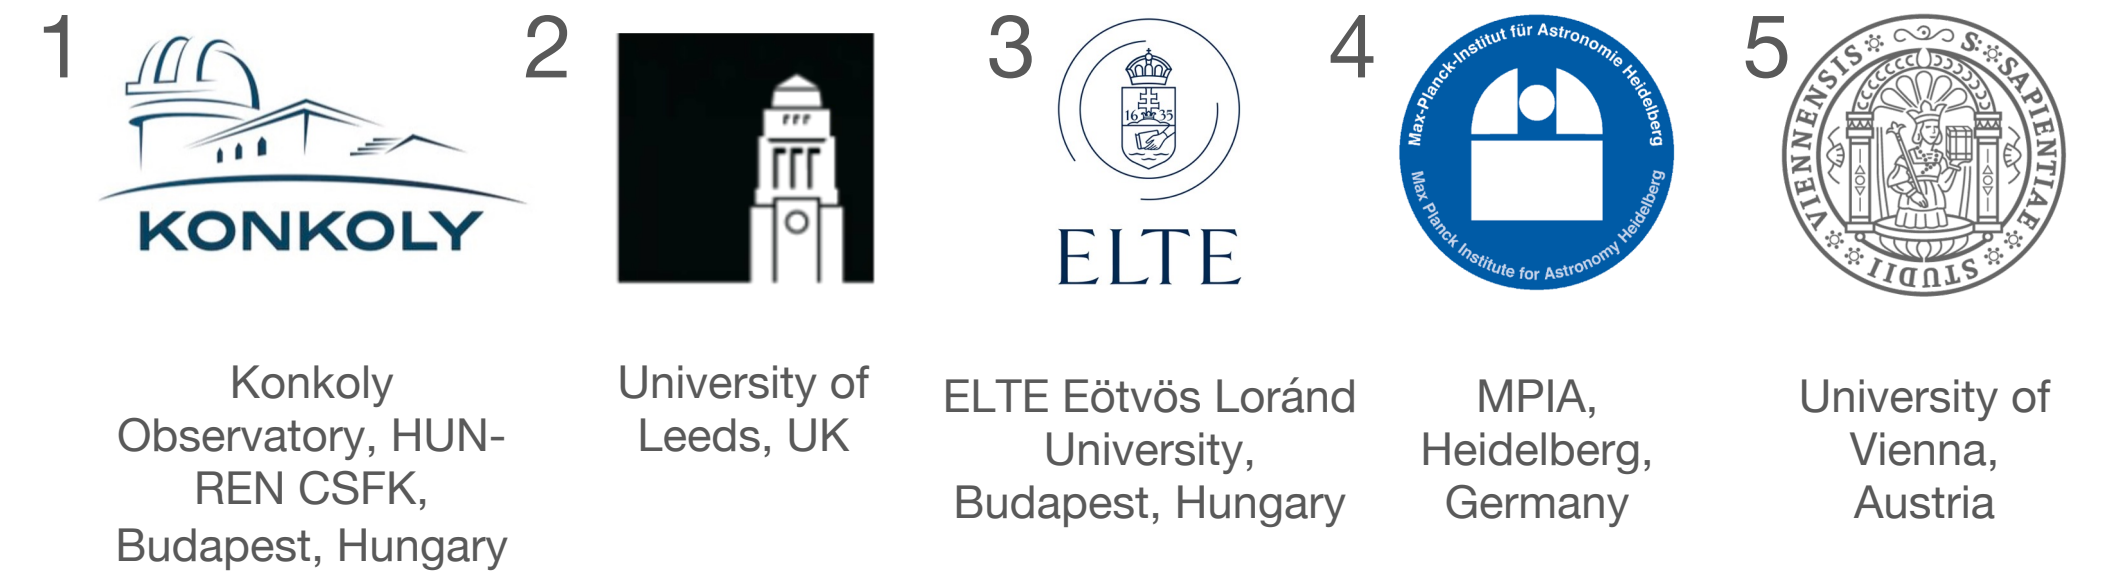 1
KONKOLY
Konkoly
Observatory, HUN-
REN CSFK,
Budapest, Hungary
2
University of
Leeds, UK
3
16 35
ELTE
ELTE Eötvös Loránd
University,
Budapest, Hungary
4
Max-Planck-Institut für Astronomie Heidelberg
Max Planck Institute for Astronomy Heidelberg
MPIA,
Heidelberg,
Germany
5
S: SAPIENTIAE STUDII VIENNENSIS
University of
Vienna,
Austria